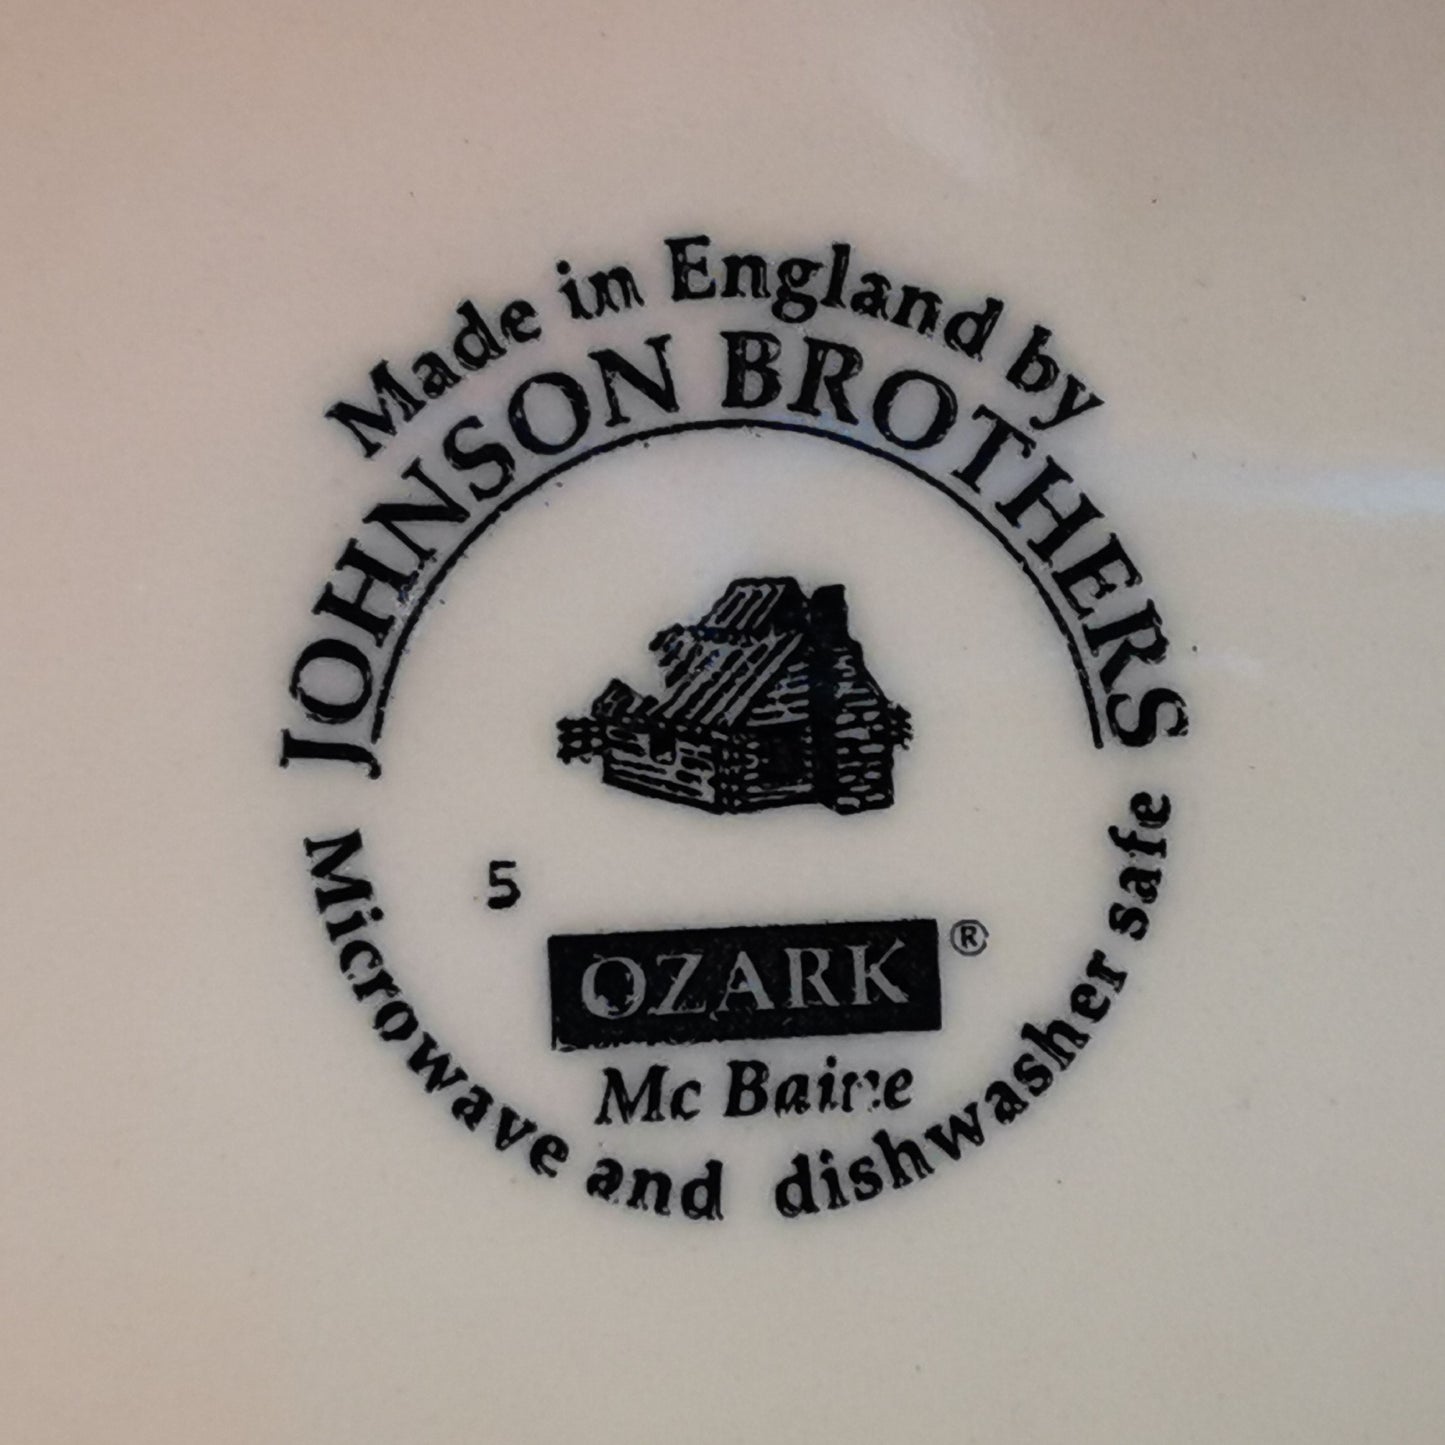 Made in England by
JOHNSON BROTHERS
5
OZARK®
Mc Baine
Microwave and dishwasher safe